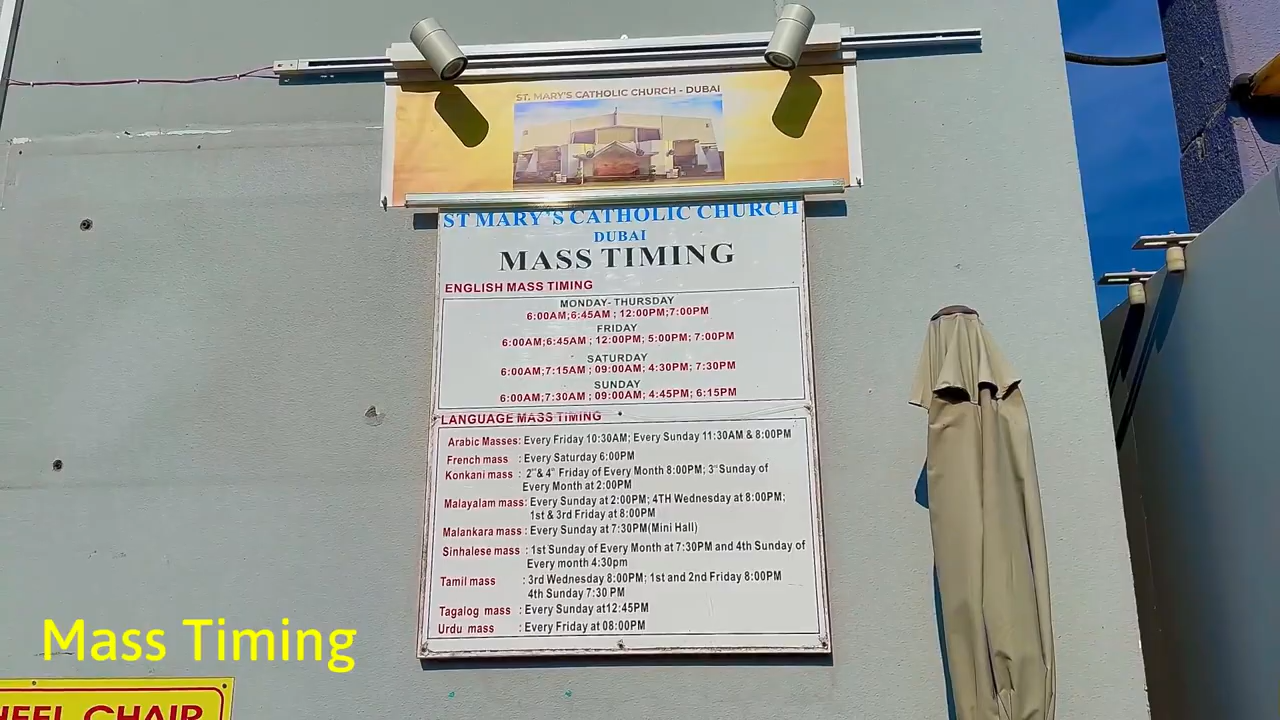 ST. MARY'S CATHOLIC CHURCH - DUBAI
ST MARY'S CATHOLIC CHURCH
DUBAI
MASS TIMING
ENGLISH MASS TIMING
MONDAY- THURSDAY
6:00AM;6:45AM ; 12:00PM;7:00PM
FRIDAY
6:00AM;6:45AM ; 12:00PM; 5:00PM; 7:00PM
SATURDAY
6:00AM;7:15AM ; 09:00AM; 4:30PM; 7:30PM
SUNDAY
6:00AM;7:30AM ; 09:00AM; 4:45PM; 6:15PM
LANGUAGE MASS TIMING
Arabic Masses: Every Friday 10:30AM; Every Sunday 11:30AM & 8:00PM
French mass : Every Saturday 6:00PM
Konkani mass : 2" & 4" Friday of Every Month 8:00PM; 3" Sunday of
Every Month at 2:00PM
Malayalam mass: Every Sunday at 2:00PM; 4TH Wednesday at 8:00PM;
1st & 3rd Friday at 8:00PM
Malankara mass : Every Sunday at 7:30PM(Mini Hall)
Sinhalese mass : 1st Sunday of Every Month at 7:30PM and 4th Sunday of
Every month 4:30pm
Tamil mass : 3rd Wednesday 8:00PM; 1st and 2nd Friday 8:00PM
4th Sunday 7:30 PM
Tagalog mass : Every Sunday at12:45PM
Urdu mass : Every Friday at 08:00PM
Mass Timing
HEEL CHAIR